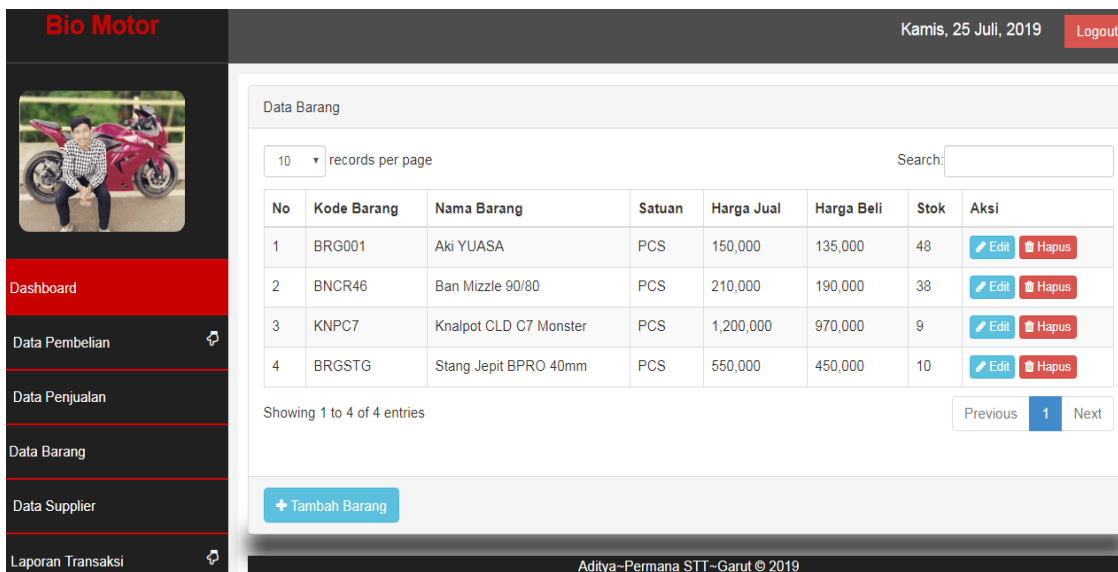 Bio Motor
Kamis, 25 Juli, 2019
Logout
Dashboard
Data Pembelian
Data Penjualan
Data Barang
Data Supplier
Laporan Transaksi
Data Barang
10 records per page
Search:
No Kode Barang Nama Barang Satuan Harga Jual Harga Beli Stok Aksi
1 BRG001 Aki YUASA PCS 150,000 135,000 48 Edit Hapus
2 BNCR46 Ban Mizzle 90/80 PCS 210,000 190,000 38 Edit Hapus
3 KNPC7 Knalpot CLD C7 Monster PCS 1,200,000 970,000 9 Edit Hapus
4 BRGSTG Stang Jepit BPRO 40mm PCS 550,000 450,000 10 Edit Hapus
Showing 1 to 4 of 4 entries
Previous 1 Next
Tambah Barang
Aditya~Permana STT~Garut © 2019